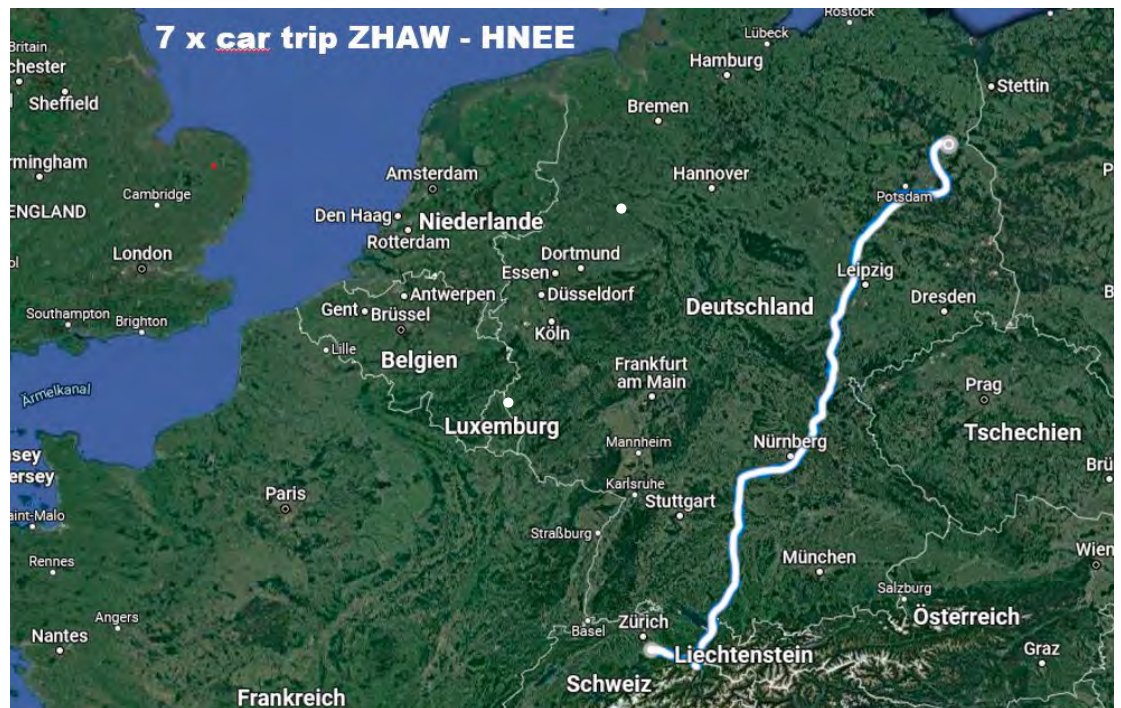 7 x car trip ZHAW - HNEE
Rostock
Britain
Lübeck
chester
Hamburg
Stettin
Sheffield
Bremen
rmingham
Amsterdam
Hannover
Cambridge
Potsdam
ENGLAND
Den Haag
Niederlande
Rotterdam
London
Dortmund
Essen
Leipzig
Antwerpen
Düsseldorf
Deutschland
Dresden
Southampton
Brighton
Gent
Brüssel
Köln
Lille
Belgien
Frankfurt
am Main
Prag
Ärmelkanal
Luxemburg
Tschechien
Mannheim
Nürnberg
sey
ersey
Brü
Karlsruhe
Paris
Stuttgart
aint-Malo
Straßburg
München
Wien
Rennes
Salzburg
Angers
Österreich
Zürich
Basel
Nantes
Liechtenstein
Graz
Schweiz
Frankreich